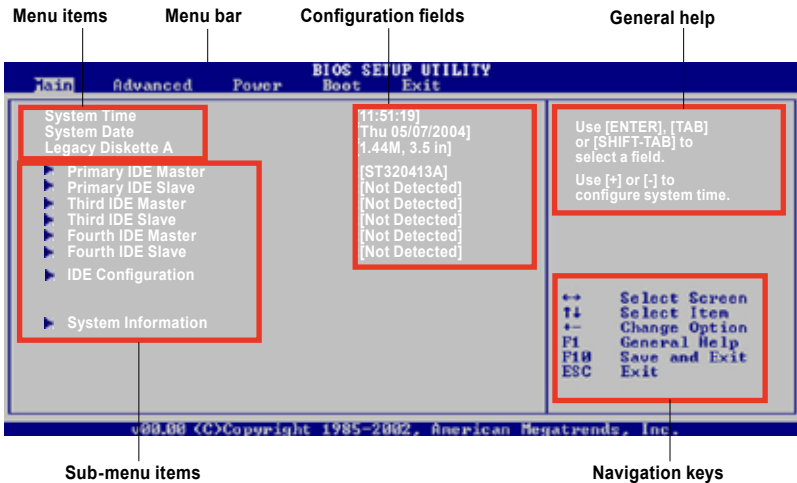 Menu items Menu bar Configuration fields General help
BIOS SETUP UTILITY
Main Advanced Power Boot Exit
System Time [11:51:19]
System Date [Thu 05/07/2004]
Legacy Diskette A [1.44M, 3.5 in]
Primary IDE Master [ST320413A]
Primary IDE Slave [Not Detected]
Third IDE Master [Not Detected]
Third IDE Slave [Not Detected]
Fourth IDE Master [Not Detected]
Fourth IDE Slave [Not Detected]
IDE Configuration
System Information
Use [ENTER], [TAB]
or [SHIFT-TAB] to
select a field.
Use [+] or [-] to
configure system time.
↔ Select Screen
↑↓ Select Item
+- Change Option
F1 General Help
F10 Save and Exit
ESC Exit
v00.00 (C)Copyright 1985-2002, American Megatrends, Inc.
Sub-menu items Navigation keys